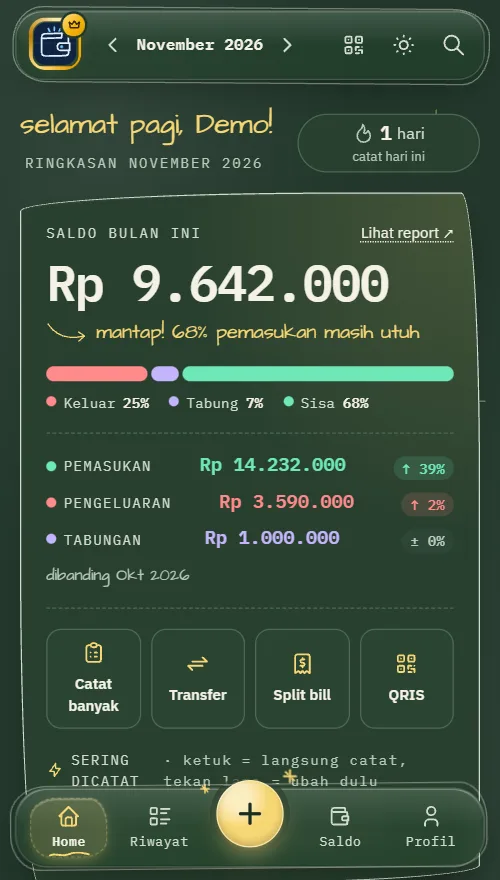 November 2026
selamat pagi, Demo!
1 hari
catat hari ini
RINGKASAN NOVEMBER 2026
SALDO BULAN INI
Lihat report ↗
Rp 9.642.000
mantap! 68% pemasukan masih utuh
Keluar 25% Tabung 7% Sisa 68%
PEMASUKAN Rp 14.232.000 ↑ 39%
PENGELUARAN Rp 3.590.000 ↑ 2%
TABUNGAN Rp 1.000.000 ± 0%
dibanding Okt 2026
Catat
banyak
Transfer
Split bill
QRIS
SERING
DICATAT
· ketuk = langsung catat,
tekan = ubah dulu
Home
Riwayat
Saldo
Profil